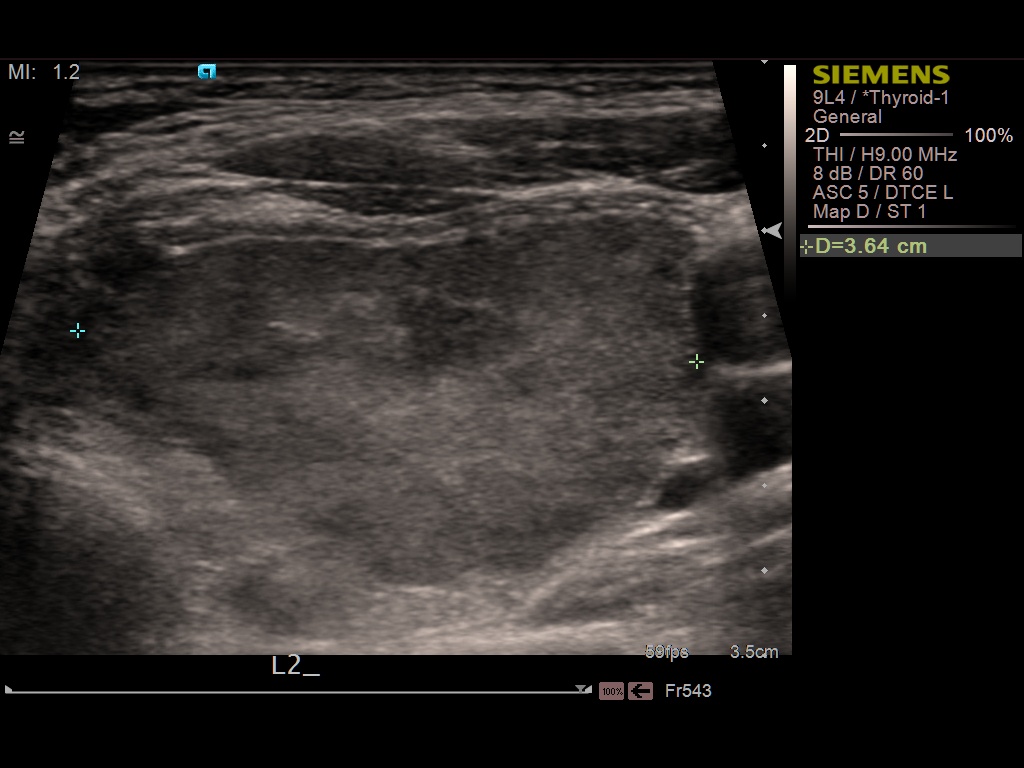 MI: 1.2
SIEMENS
9L4 / *Thyroid-1
General
2D 100%
THI / H9.00 MHz
8 dB / DR 60
ASC 5 / DTCE L
Map D / ST 1
D=3.64 cm
59fps 3.5cm
L2_
100% Fr543